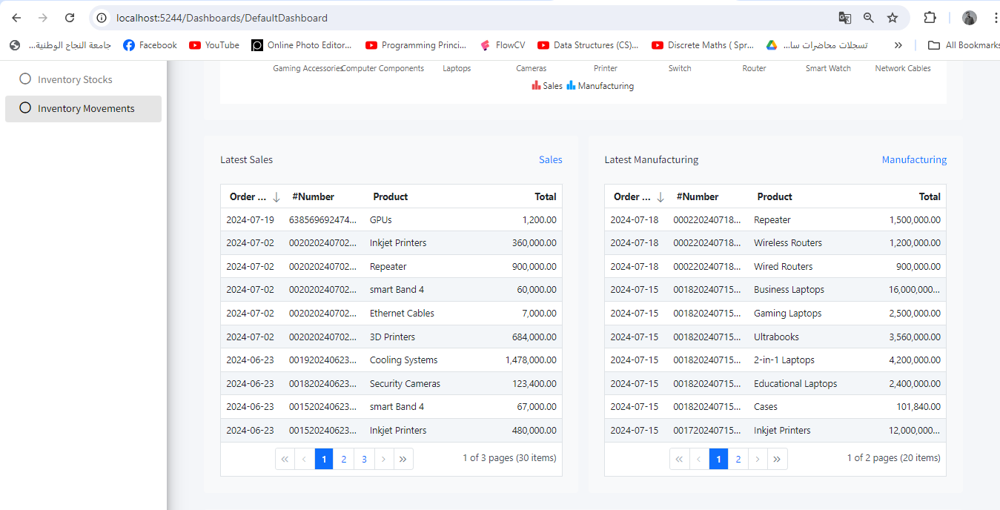 localhost:5244/Dashboards/DefaultDashboard
جامعة النجاح الوطنية... Facebook YouTube Online Photo Editor... Programming Princi... FlowCV Data Structures (CS)... Discrete Maths ( Spr... تسجلات محاضرات سا... » All Bookmarks
Inventory Stocks
Inventory Movements
Gaming Accessories Computer Components Laptops Cameras Printer Switch Router Smart Watch Network Cables
Sales Manufacturing
Latest Sales Sales
Order ... #Number Product Total
2024-07-19 638569692474... GPUs 1,200.00
2024-07-02 002020240702... Inkjet Printers 360,000.00
2024-07-02 002020240702... Repeater 900,000.00
2024-07-02 002020240702... smart Band 4 60,000.00
2024-07-02 002020240702... Ethernet Cables 7,000.00
2024-07-02 002020240702... 3D Printers 684,000.00
2024-06-23 001920240623... Cooling Systems 1,478,000.00
2024-06-23 001820240623... Security Cameras 123,400.00
2024-06-23 001520240623... smart Band 4 67,000.00
2024-06-23 001520240623... Inkjet Printers 480,000.00
« ‹ 1 2 3 › » 1 of 3 pages (30 items)
Latest Manufacturing Manufacturing
Order ... #Number Product Total
2024-07-18 000220240718... Repeater 1,500,000.00
2024-07-18 000220240718... Wireless Routers 1,200,000.00
2024-07-18 000220240718... Wired Routers 900,000.00
2024-07-15 001820240715... Business Laptops 16,000,000...
2024-07-15 001820240715... Gaming Laptops 2,500,000.00
2024-07-15 001820240715... Ultrabooks 3,560,000.00
2024-07-15 001820240715... 2-in-1 Laptops 4,200,000.00
2024-07-15 001820240715... Educational Laptops 2,400,000.00
2024-07-15 001820240715... Cases 101,840.00
2024-07-15 001720240715... Inkjet Printers 12,000,000...
« ‹ 1 2 › » 1 of 2 pages (20 items)